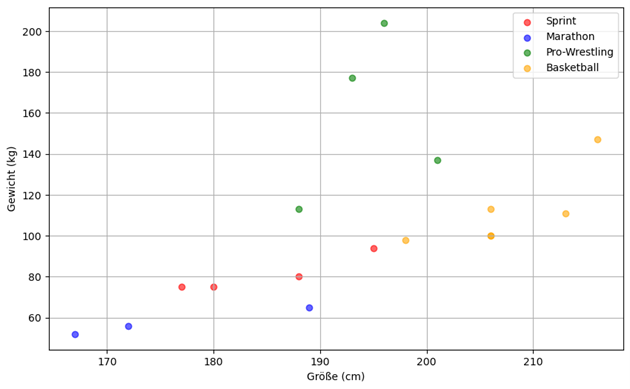 Sprint
Marathon
Pro-Wrestling
Basketball
Gewicht (kg)
200
180
160
140
120
100
80
60
170
180
190
200
210
Größe (cm)